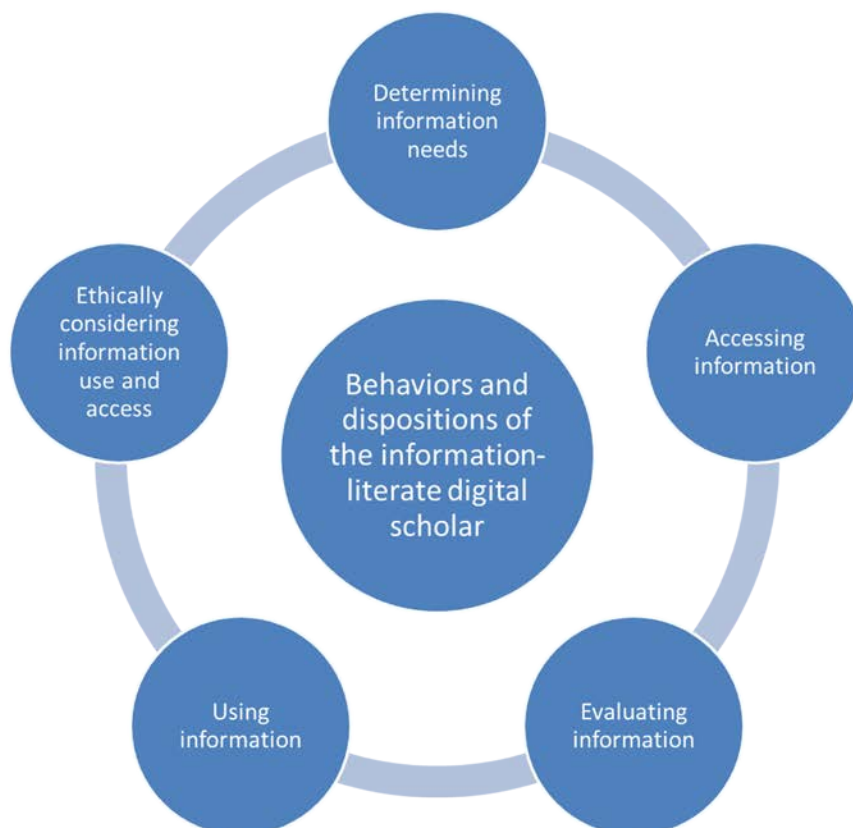 Determining
information
needs
Accessing
information
Evaluating
information
Using
information
Ethically
considering
information
use and
access
Behaviors and
dispositions of
the information-
literate digital
scholar